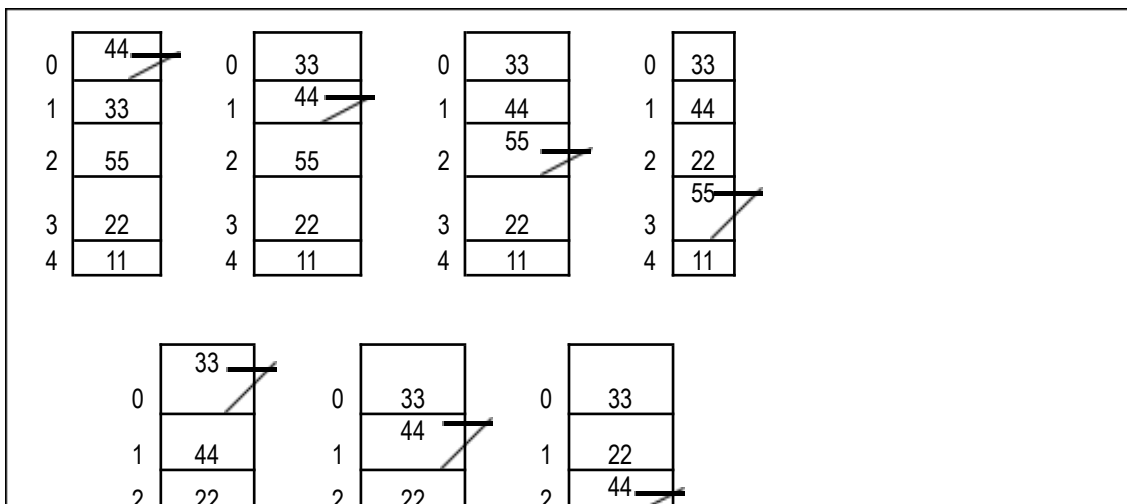 0 44 0 33 0 33 0 33
1 33 1 44 1 44 1 44
2 55 2 55 2 55 2 22
3 22 3 22 3 22 3 55
4 11 4 11 4 11 4 11
0 33 0 33 0 33
1 44 1 44 1 22
2 22 2 22 2 44